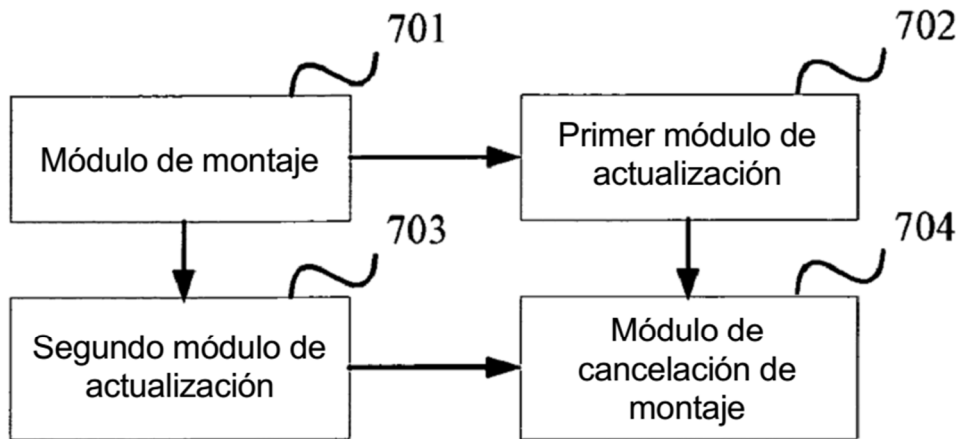 701
702
Módulo de montaje
Primer módulo de
actualización
703
704
Segundo módulo de
actualización
Módulo de
cancelación de
montaje